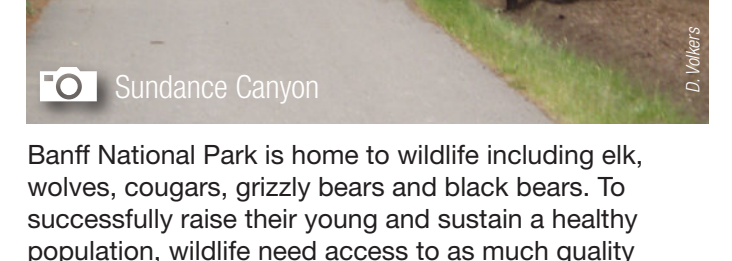 Sundance Canyon
D. Volkers
Banff National Park is home to wildlife including elk,
wolves, cougars, grizzly bears and black bears. To
successfully raise their young and sustain a healthy
population, wildlife need access to as much quality